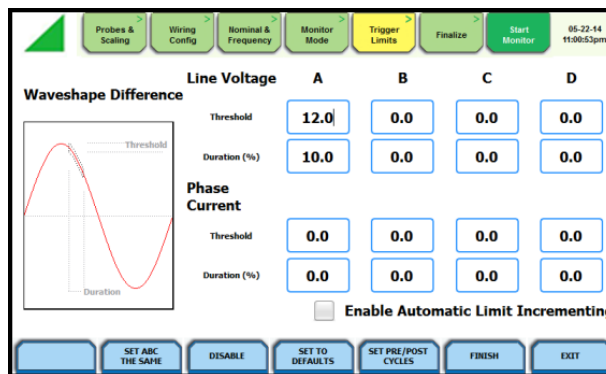 Probes & Scaling
Wiring Config
Nominal & Frequency
Monitor Mode
Trigger Limits
Finalize
Start Monitor
05-22-14
11:00:53pm
Line Voltage A B C D
Waveshape Difference
Threshold 12.0 0.0 0.0 0.0
Duration (%) 10.0 0.0 0.0 0.0
Threshold
Duration
Phase
Current
Threshold 0.0 0.0 0.0 0.0
Duration (%) 0.0 0.0 0.0 0.0
Enable Automatic Limit Incrementing
SET ABC THE SAME
DISABLE
SET TO DEFAULTS
SET PRE/POST CYCLES
FINISH
EXIT